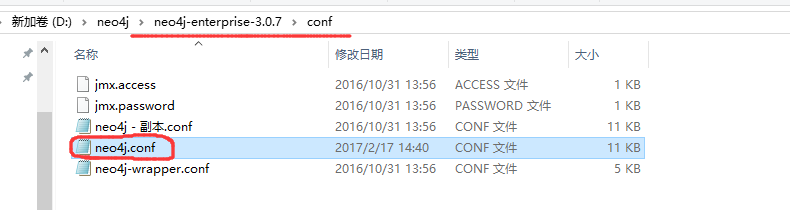 新加卷 (D:) › neo4j › neo4j-enterprise-3.0.7 › conf
名称 修改日期 类型 大小
jmx.access 2016/10/31 13:56 ACCESS 文件 1 KB
jmx.password 2016/10/31 13:56 PASSWORD 文件 1 KB
neo4j - 副本.conf 2016/10/31 13:56 CONF 文件 11 KB
neo4j.conf 2017/2/17 14:40 CONF 文件 11 KB
neo4j-wrapper.conf 2016/10/31 13:56 CONF 文件 5 KB